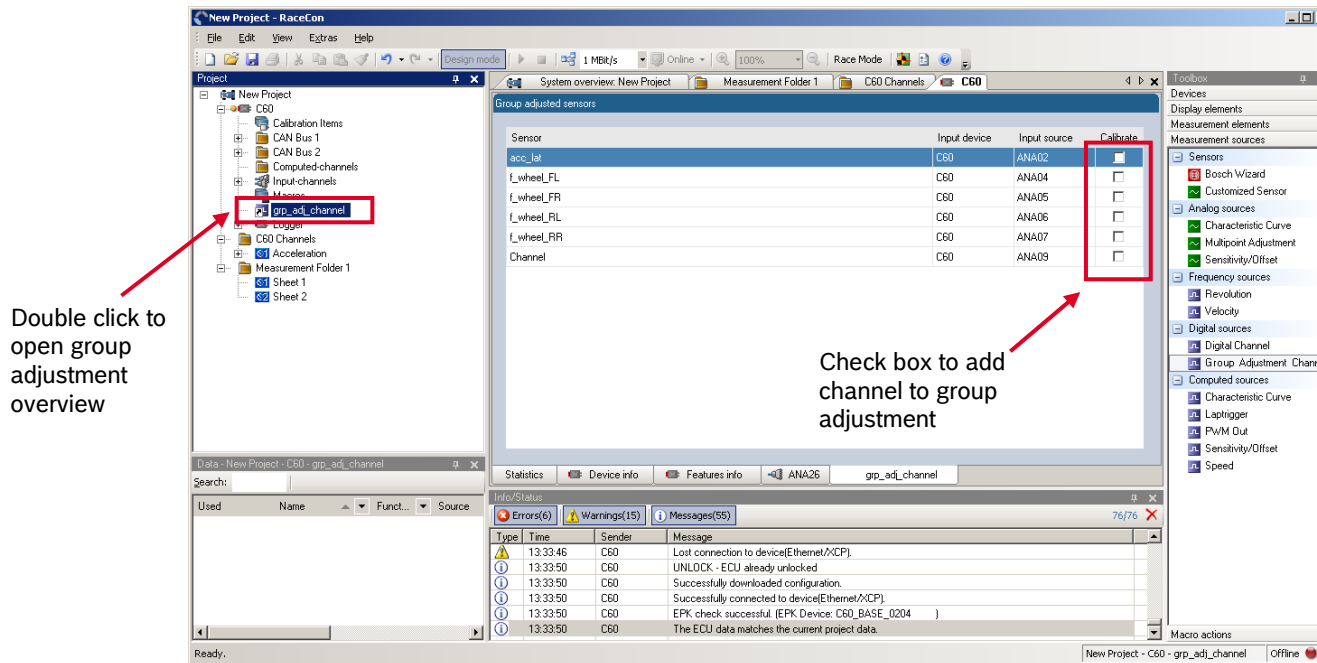 New Project - RaceCon
File Edit View Extras Help
Design mode 1 MBit/s Online 100% Race Mode
Project
New Project
C60
Calibration Items
CAN Bus 1
CAN Bus 2
Computed-channels
Input-channels
Macros
grp_adj_channel
Logger
C60 Channels
Acceleration
Measurement Folder 1
Sheet 1
Sheet 2
Double click to
open group
adjustment
overview
System overview: New Project Measurement Folder 1 C60 Channels C60
Group adjusted sensors
Sensor Input device Input source Calibrate
acc_lat C60 ANA02
f_wheel_FL C60 ANA04
f_wheel_FR C60 ANA05
f_wheel_RL C60 ANA06
f_wheel_RR C60 ANA07
Channel C60 ANA09
Check box to add
channel to group
adjustment
Statistics Device info Features info ANA26 grp_adj_channel
Toolbox
Devices
Display elements
Measurement elements
Measurement sources
Sensors
Bosch Wizard
Customized Sensor
Analog sources
Characteristic Curve
Multipoint Adjustment
Sensitivity/Offset
Frequency sources
Revolution
Velocity
Digital sources
Digital Channel
Group Adjustment Chann
Computed sources
Characteristic Curve
Laptrigger
PWM Out
Sensitivity/Offset
Speed
Macro actions
Data - New Project - C60 - grp_adj_channel
Search:
Used Name Funct... Source
Info/Status
Errors(6) Warnings(15) Messages(55) 76/76
Type Time Sender Message
13:33:46 C60 Lost connection to device(Ethernet/XCP).
13:33:50 C60 UNLOCK - ECU already unlocked
13:33:50 C60 Successfully downloaded configuration.
13:33:50 C60 Successfully connected to device(Ethernet/XCP).
13:33:50 C60 EPK check successful. (EPK Device: C60_BASE_0204 )
13:33:50 C60 The ECU data matches the current project data.
Ready. New Project - C60 - grp_adj_channel Offline